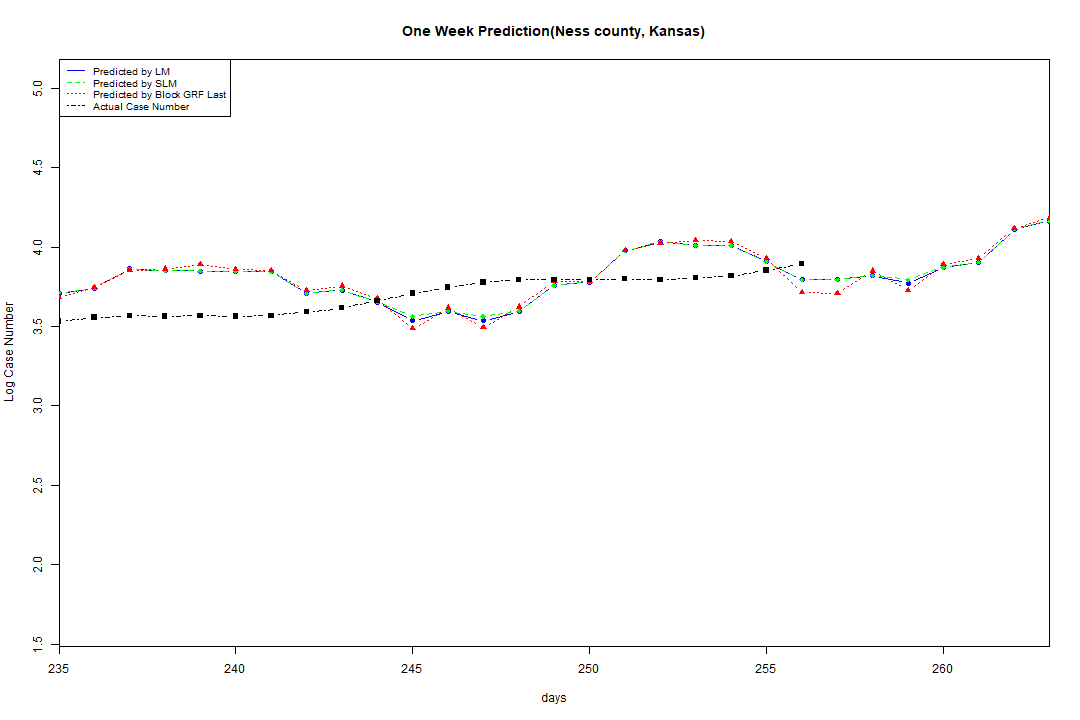 One Week Prediction(Ness county, Kansas)
Predicted by LM
Predicted by SLM
Predicted by Block GRF Last
Actual Case Number
5.0
4.5
4.0
3.5
3.0
2.5
2.0
1.5
Log Case Number
235 240 245 250 255 260
days